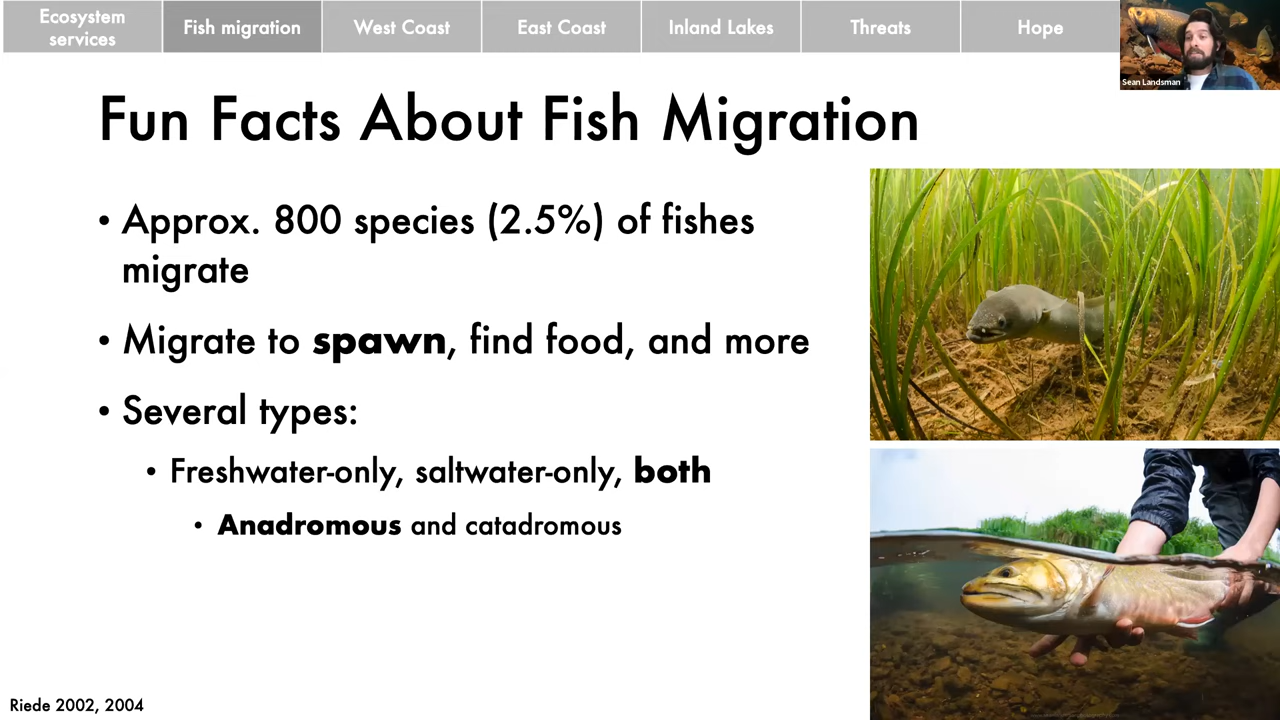 Ecosystem
services
Fish migration
West Coast
East Coast
Inland Lakes
Threats
Hope
Sean Landsman
Fun Facts About Fish Migration
• Approx. 800 species (2.5%) of fishes
migrate
• Migrate to spawn, find food, and more
• Several types:
• Freshwater-only, saltwater-only, both
• Anadromous and catadromous
Riede 2002, 2004